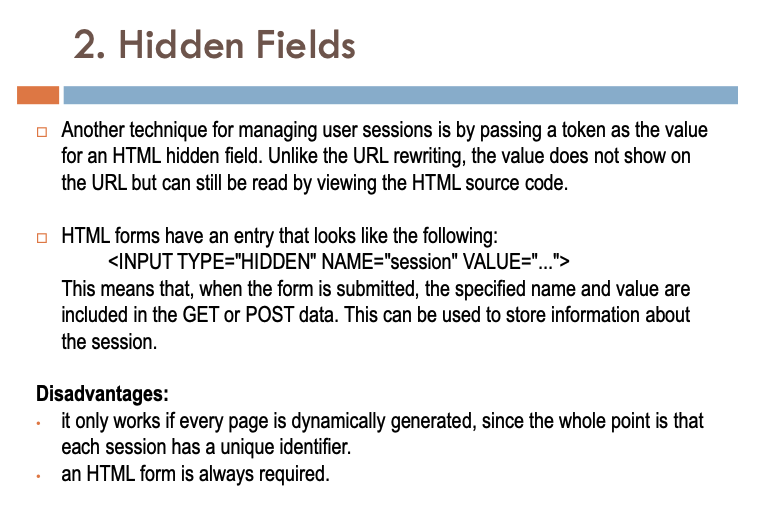 2. Hidden Fields
Another technique for managing user sessions is by passing a token as the value
for an HTML hidden field. Unlike the URL rewriting, the value does not show on
the URL but can still be read by viewing the HTML source code.
HTML forms have an entry that looks like the following:
<INPUT TYPE="HIDDEN" NAME="session" VALUE="...">
This means that, when the form is submitted, the specified name and value are
included in the GET or POST data. This can be used to store information about
the session.
Disadvantages:
it only works if every page is dynamically generated, since the whole point is that
each session has a unique identifier.
an HTML form is always required.